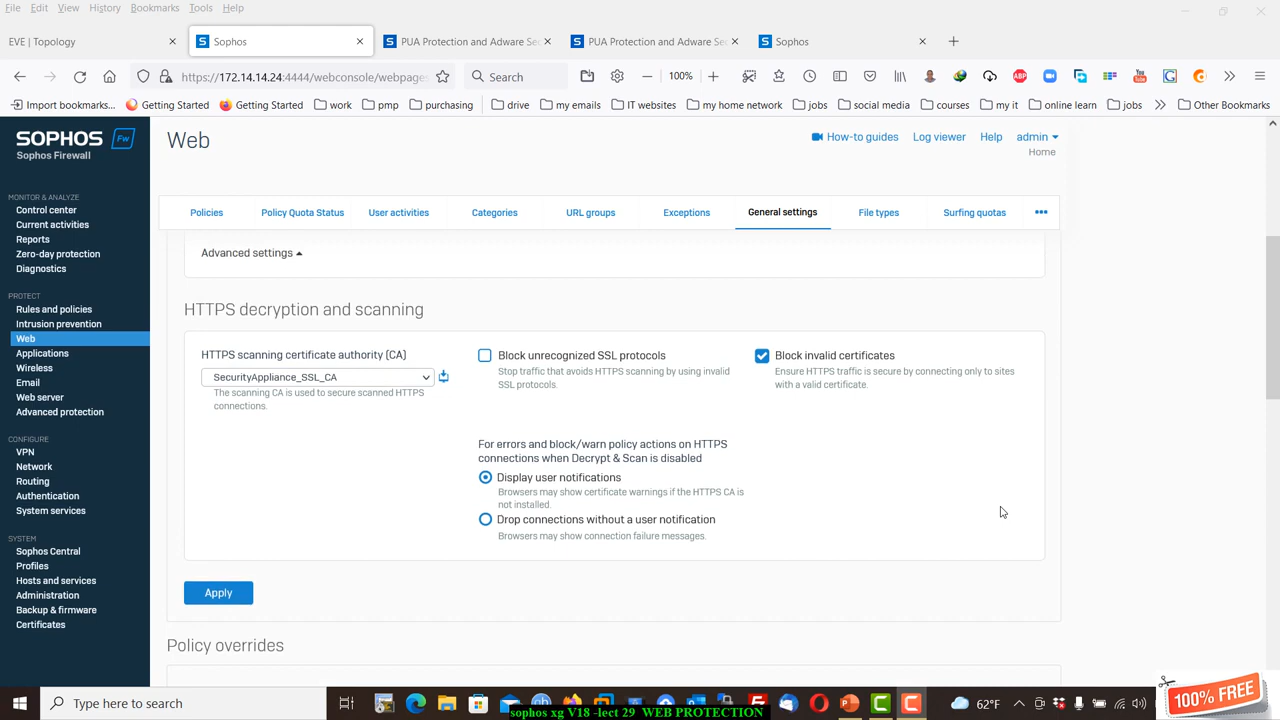 File Edit View History Bookmarks Tools Help
EVE | Topology
Sophos
PUA Protection and Adware Se
PUA Protection and Adware Se
Sophos
https://172.14.14.24:4444/webconsole/webpages
Search
100%
Import bookmarks...
Getting Started
Getting Started
work
pmp
purchasing
drive
my emails
IT websites
my home network
jobs
social media
courses
my it
online learn
jobs
Other Bookmarks
SOPHOS Fw
Sophos Firewall
Web
How-to guides Log viewer Help admin
Home
MONITOR & ANALYZE
Control center
Current activities
Reports
Zero-day protection
Diagnostics
PROTECT
Rules and policies
Intrusion prevention
Web
Applications
Wireless
Email
Web server
Advanced protection
CONFIGURE
VPN
Network
Routing
Authentication
System services
SYSTEM
Sophos Central
Profiles
Hosts and services
Administration
Backup & firmware
Certificates
Policies Policy Quota Status User activities Categories URL groups Exceptions General settings File types Surfing quotas
Advanced settings
HTTPS decryption and scanning
HTTPS scanning certificate authority (CA)
SecurityAppliance_SSL_CA
The scanning CA is used to secure scanned HTTPS
connections.
Block unrecognized SSL protocols
Stop traffic that avoids HTTPS scanning by using invalid
SSL protocols.
Block invalid certificates
Ensure HTTPS traffic is secure by connecting only to sites
with a valid certificate.
For errors and block/warn policy actions on HTTPS
connections when Decrypt & Scan is disabled
Display user notifications
Browsers may show certificate warnings if the HTTPS CA is
not installed.
Drop connections without a user notification
Browsers may show connection failure messages.
Apply
Policy overrides
Type here to search
62°
100% FREE
sophos xg V18 -lect 29 WEB PROTECTION